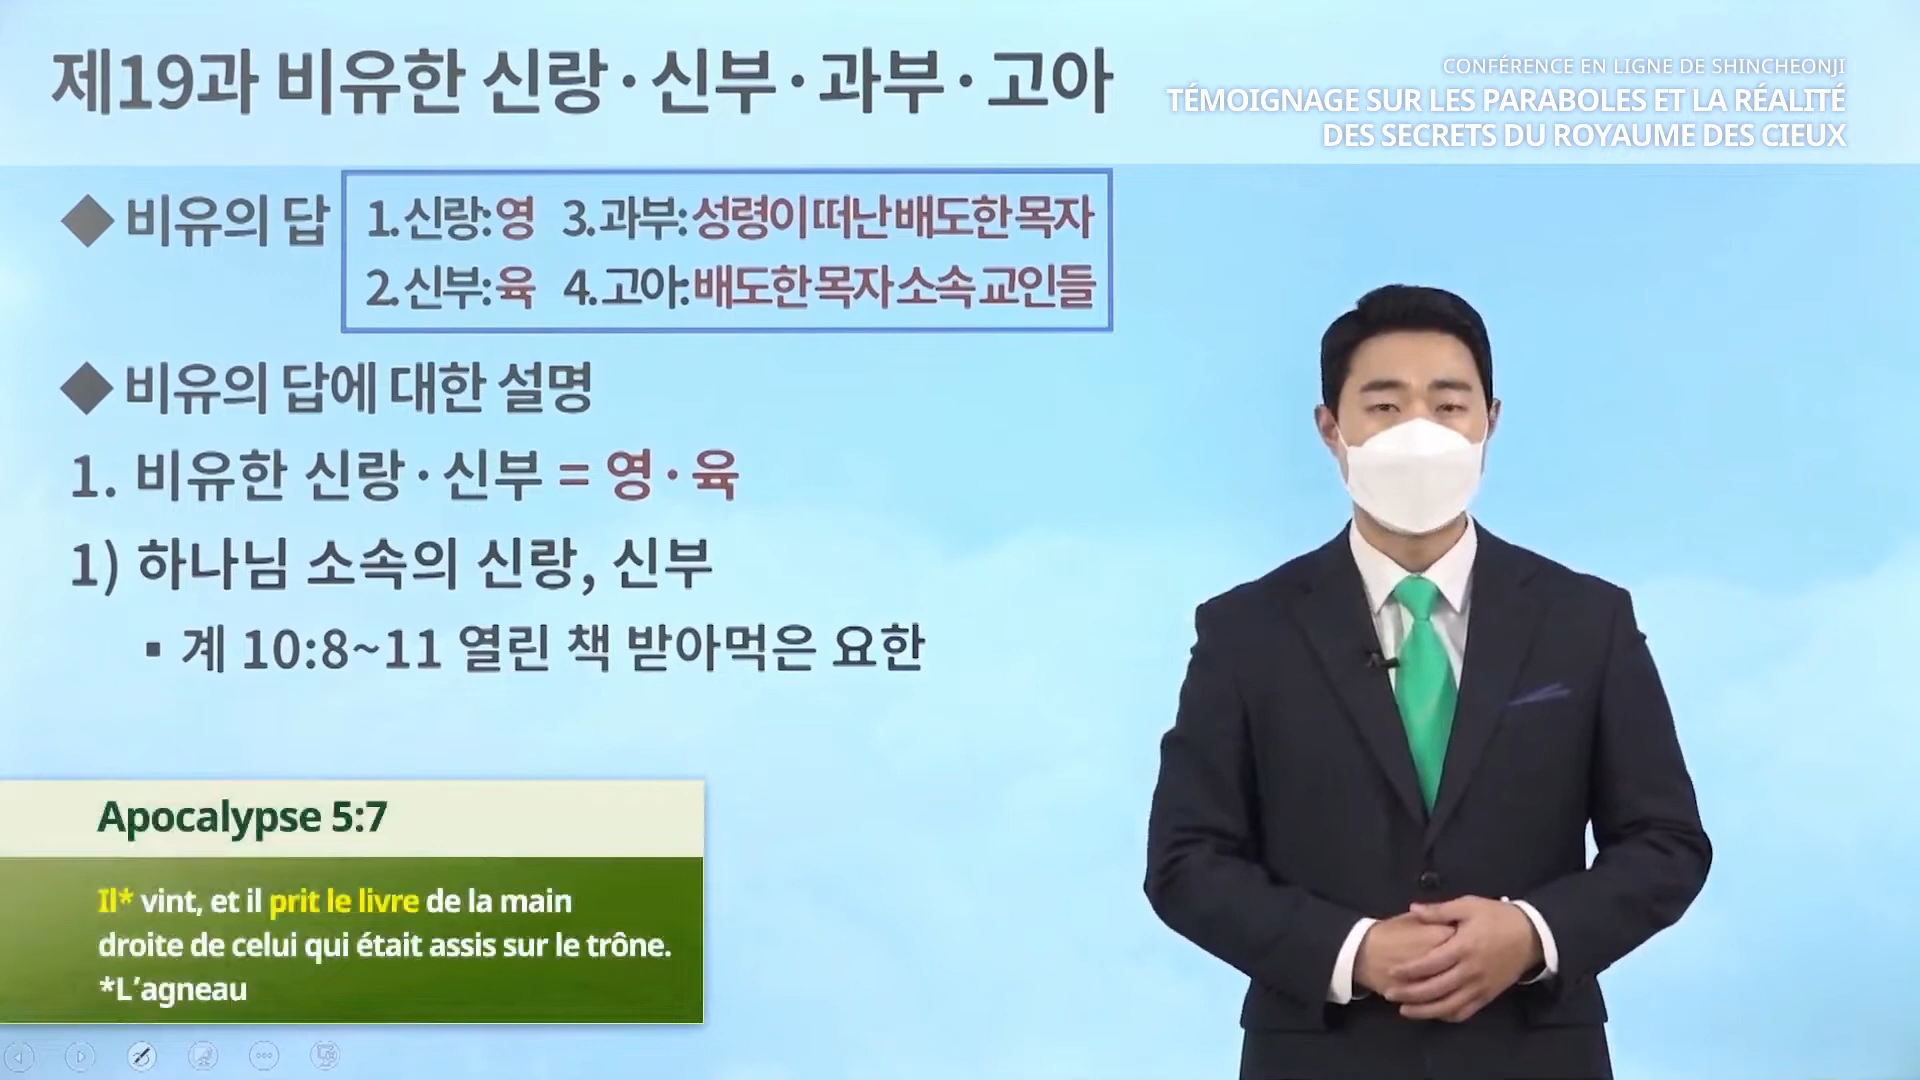 제19과 비유한 신랑·신부·과부·고아
CONFÉRENCE EN LIGNE DE SHINCHEONJI
TÉMOIGNAGE SUR LES PARABOLES ET LA RÉALITÉ
DES SECRETS DU ROYAUME DES CIEUX
◆ 비유의 답
1. 신랑: 영 3. 과부: 성령이 떠난 배도한 목자
2. 신부: 육 4. 고아: 배도한 목자 소속 교인들
◆ 비유의 답에 대한 설명
1. 비유한 신랑·신부 = 영·육
1) 하나님 소속의 신랑, 신부
▪ 계 10:8~11 열린 책 받아먹은 요한
Apocalypse 5:7
Il* vint, et il prit le livre de la main
droite de celui qui était assis sur le trône.
*L’agneau